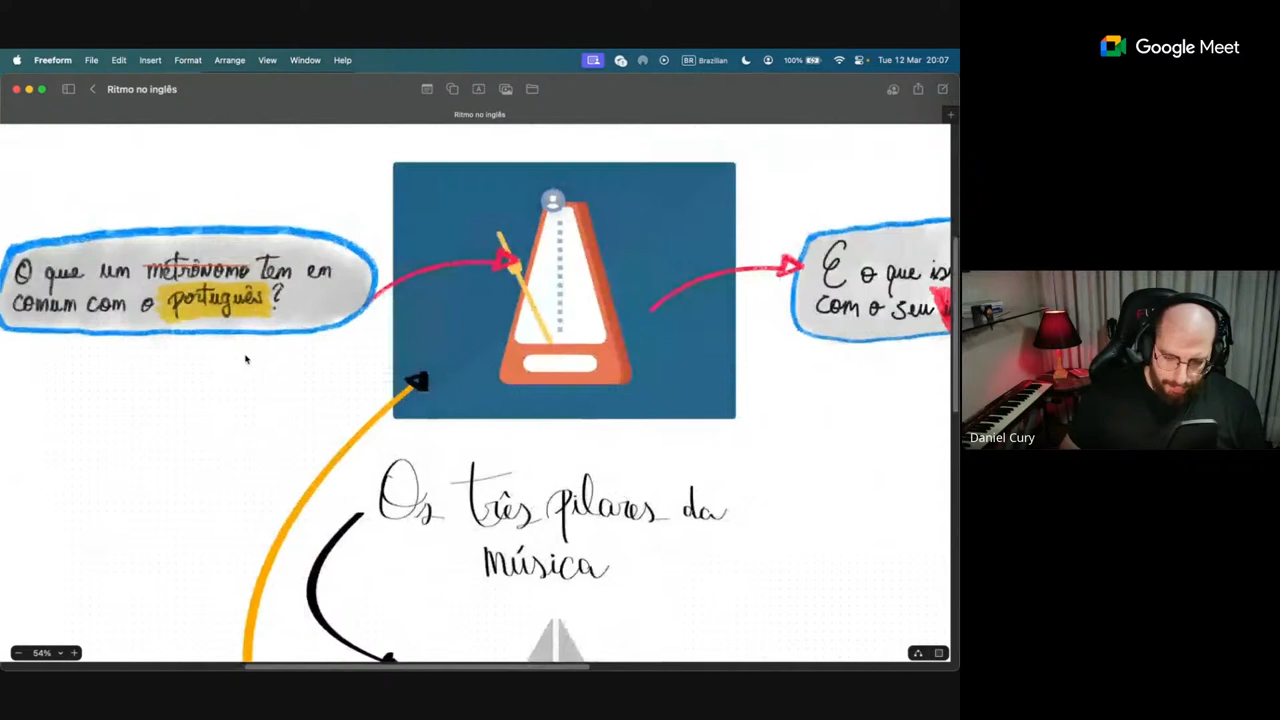 Freeform File Edit Insert Format Arrange View Window Help
BR Brazilian 100% Tue 12 Mar 20:07
Ritmo no inglês
Ritmo no inglês
O que um metrônomo tem em
comum com o português?
E o que is
com o seu
Os três pilares da
música
54%
Google Meet
Daniel Cury